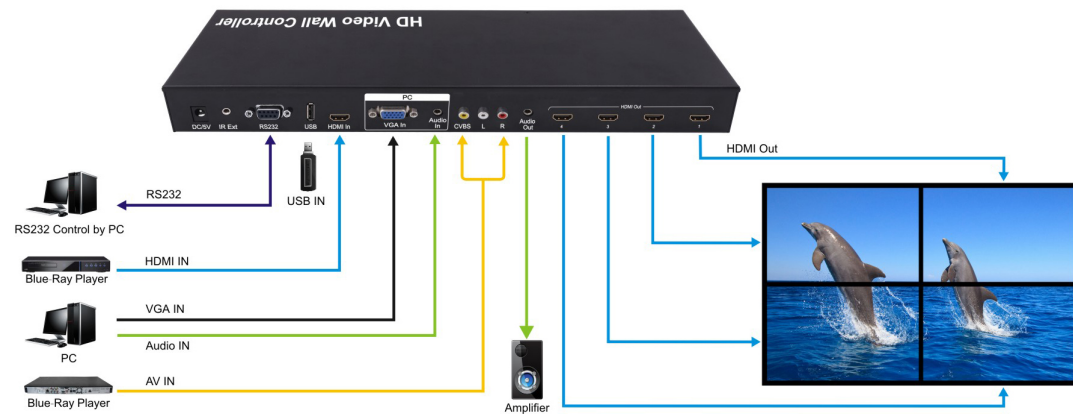 HD Video Wall Controller
PC
HDMI Out
DC/5V
IR Ext
RS232
USB
HDMI In
VGA In
Audio
In
CVBS
L
R
Audio
Out
4
3
2
1
HDMI Out
RS232
USB IN
RS232 Control by PC
HDMI IN
Blue-Ray Player
VGA IN
Audio IN
PC
AV IN
Blue-Ray Player
Amplifier